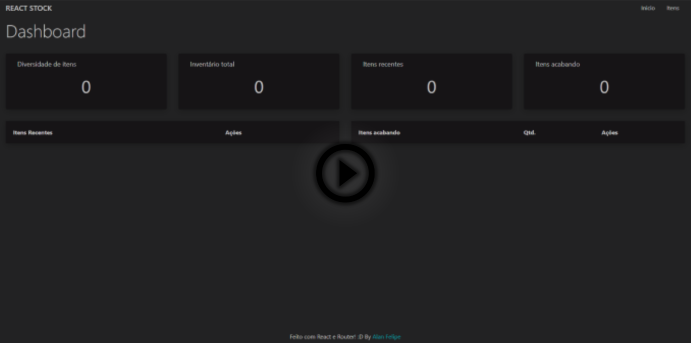 REACT STOCK Início Itens
Dashboard
Diversidade de itens Inventário total Itens recentes Itens acabando
0 0 0 0
Itens Recentes Ações Itens acabando Qtd. Ações
Feito com React e Router! :D By Allan Felipe